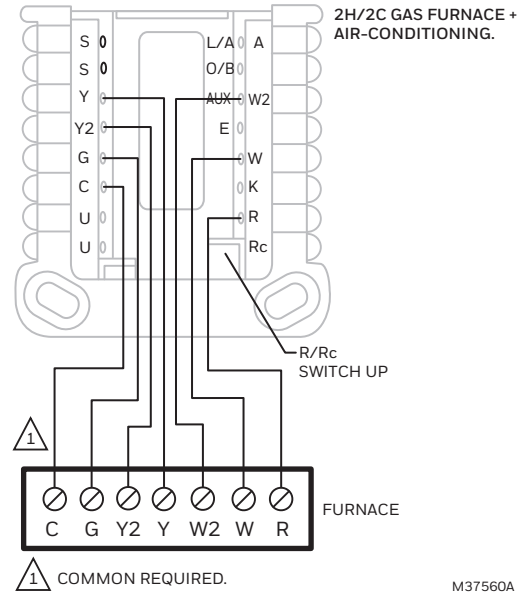 2H/2C GAS FURNACE +
AIR-CONDITIONING.
S L/A A
S O/B
Y AUX W2
Y2 E
G W
C K
U R
U Rc
R/Rc
SWITCH UP
1
C G Y2 Y W2 W R
FURNACE
1 COMMON REQUIRED.
M37560A